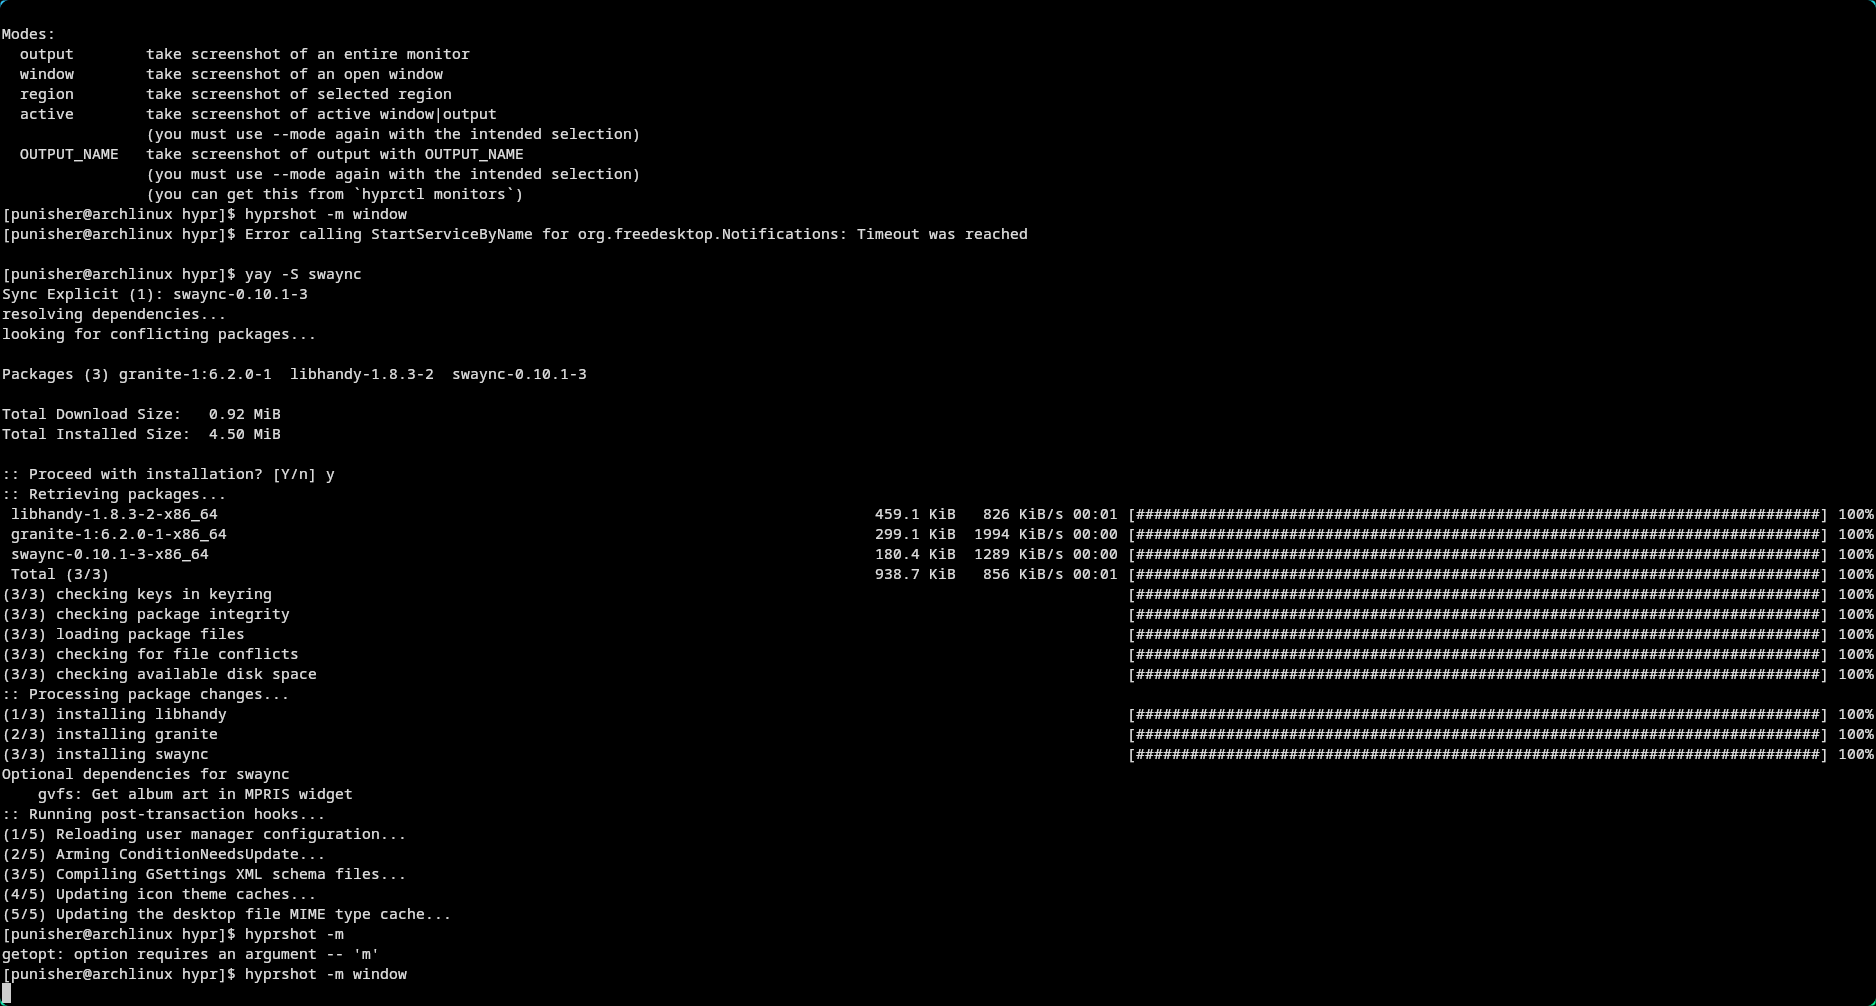 Modes:
  output        take screenshot of an entire monitor
  window        take screenshot of an open window
  region        take screenshot of selected region
  active        take screenshot of active window|output
                (you must use --mode again with the intended selection)
  OUTPUT_NAME   take screenshot of output with OUTPUT_NAME
                (you must use --mode again with the intended selection)
                (you can get this from `hyprctl monitors`)
[punisher@archlinux hypr]$ hyprshot -m window
[punisher@archlinux hypr]$ Error calling StartServiceByName for org.freedesktop.Notifications: Timeout was reached
[punisher@archlinux hypr]$ yay -S swaync
Sync Explicit (1): swaync-0.10.1-3
resolving dependencies...
looking for conflicting packages...
Packages (3) granite-1:6.2.0-1  libhandy-1.8.3-2  swaync-0.10.1-3
Total Download Size:   0.92 MiB
Total Installed Size:  4.50 MiB
:: Proceed with installation? [Y/n] y
:: Retrieving packages...
 libhandy-1.8.3-2-x86_64   459.1 KiB   826 KiB/s 00:01 [############################################################################] 100%
 granite-1:6.2.0-1-x86_64   299.1 KiB  1994 KiB/s 00:00 [############################################################################] 100%
 swaync-0.10.1-3-x86_64   180.4 KiB  1289 KiB/s 00:00 [############################################################################] 100%
 Total (3/3)   938.7 KiB   856 KiB/s 00:01 [############################################################################] 100%
(3/3) checking keys in keyring   [############################################################################] 100%
(3/3) checking package integrity   [############################################################################] 100%
(3/3) loading package files   [############################################################################] 100%
(3/3) checking for file conflicts   [############################################################################] 100%
(3/3) checking available disk space   [############################################################################] 100%
:: Processing package changes...
(1/3) installing libhandy   [############################################################################] 100%
(2/3) installing granite   [############################################################################] 100%
(3/3) installing swaync   [############################################################################] 100%
Optional dependencies for swaync
    gvfs: Get album art in MPRIS widget
:: Running post-transaction hooks...
(1/5) Reloading user manager configuration...
(2/5) Arming ConditionNeedsUpdate...
(3/5) Compiling GSettings XML schema files...
(4/5) Updating icon theme caches...
(5/5) Updating the desktop file MIME type cache...
[punisher@archlinux hypr]$ hyprshot -m
getopt: option requires an argument -- 'm'
[punisher@archlinux hypr]$ hyprshot -m window